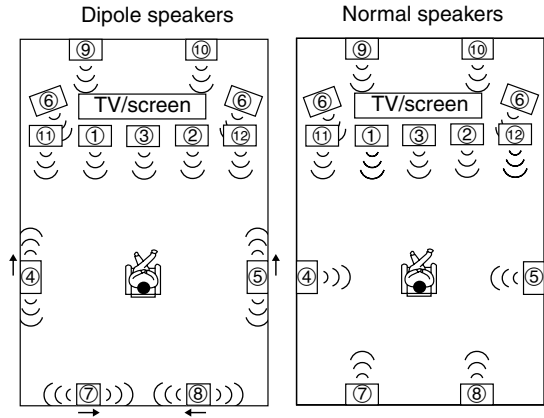 Dipole speakers
Normal speakers
⑨ ⑩
⑥ TV/screen ⑥
⑪ ① ③ ② ⑫
④ ⑤
⑦ ⑧
⑨ ⑩
⑥ TV/screen ⑥
⑪ ① ③ ② ⑫
④ ⑤
⑦ ⑧